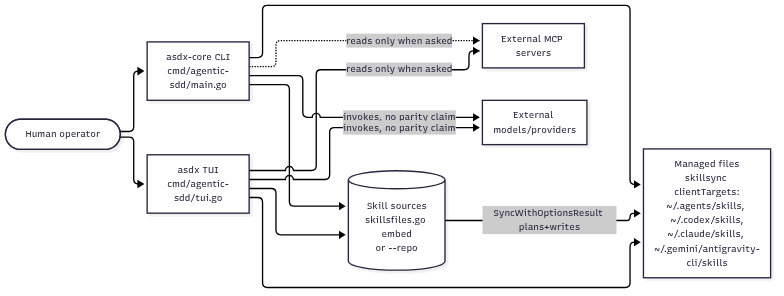 Human operator
asdx-core CLI
cmd/agentic-
sdd/main.go
asdx TUI
cmd/agentic-
sdd/tui.go
reads only when asked
reads only when asked
invokes, no parity claim
invokes, no parity claim
External MCP
servers
External
models/providers
Skill sources
skillsfiles.go
embed
or --repo
SyncWithOptionsResult
plans+writes
Managed files
skillsync
clientTargets:
~/.agents/skills,
~/.codex/skills,
~/.claude/skills,
~/.gemini/antigravity-
cli/skills